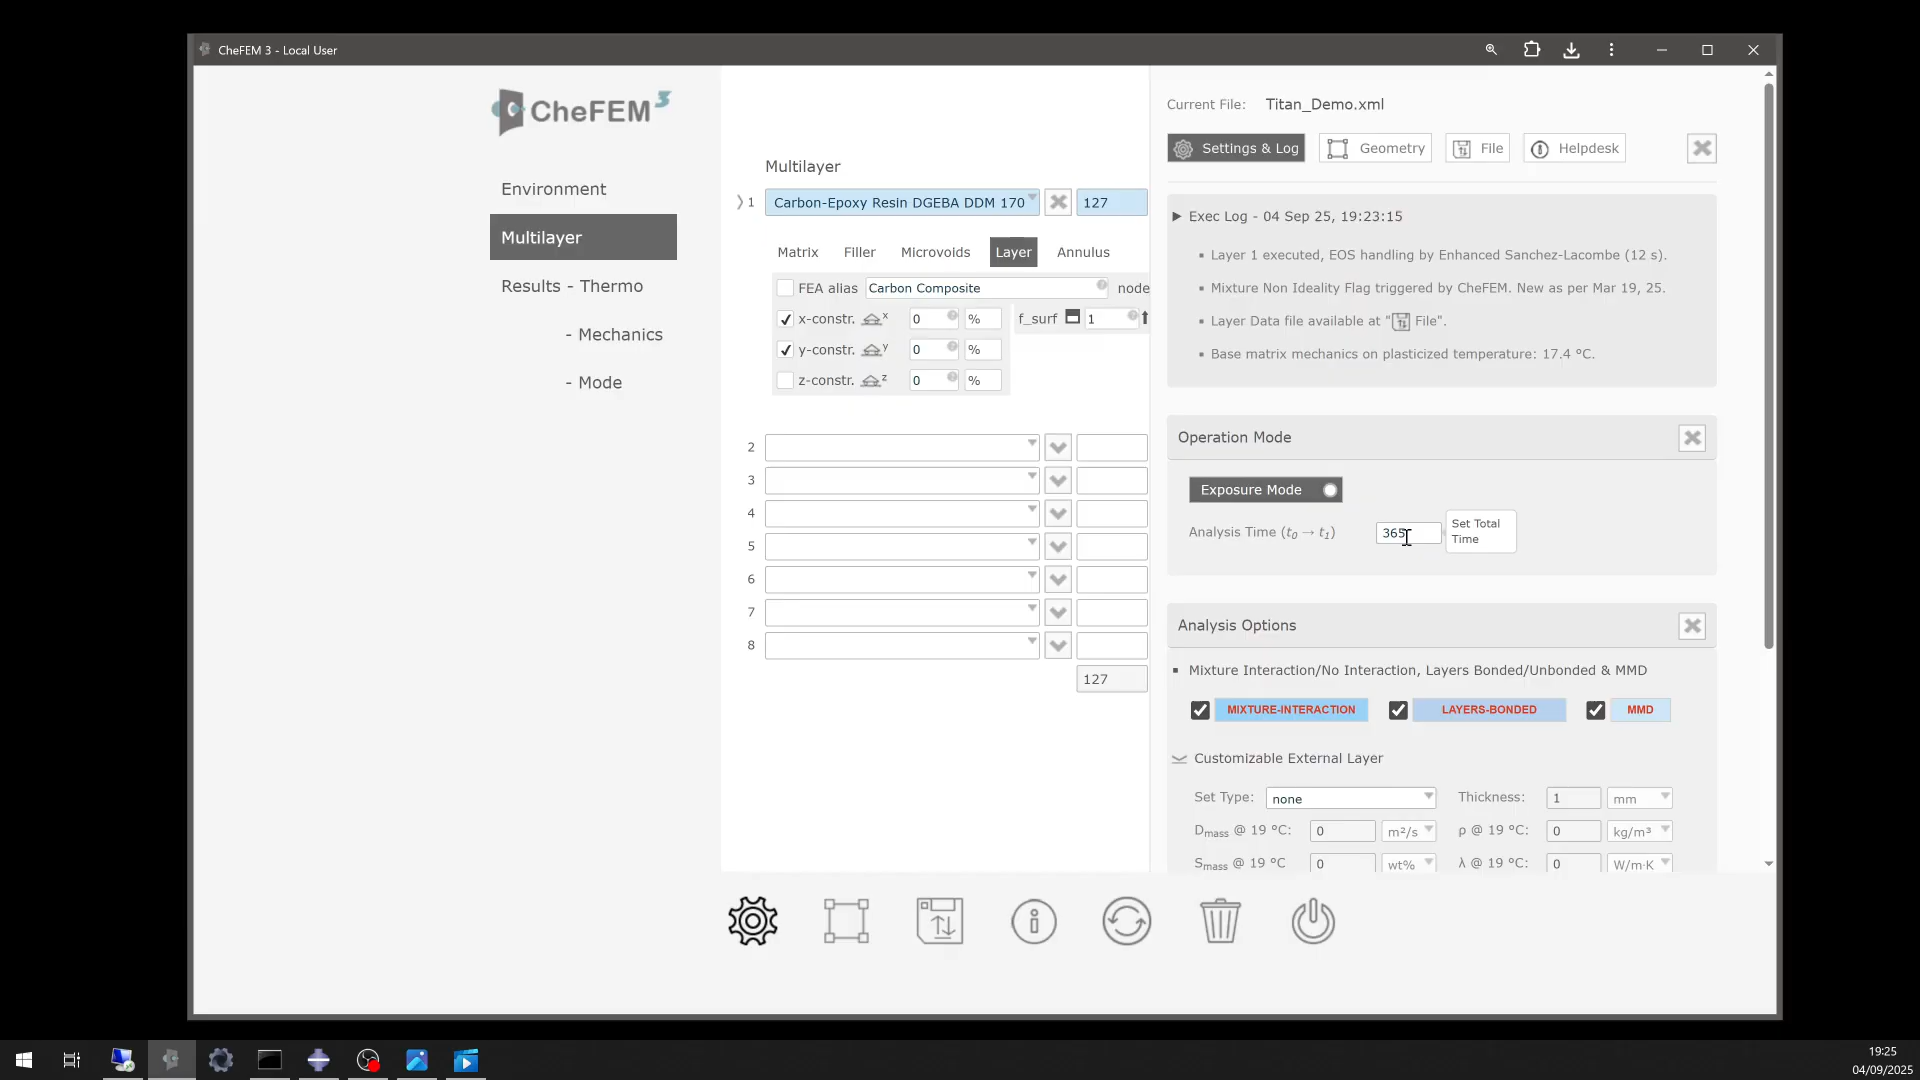 CheFEM 3 - Local User
CheFEM 3
Environment
Multilayer
Results - Thermo
- Mechanics
- Mode
Multilayer
1 Carbon-Epoxy Resin DGEBA DDM 170 127
Matrix Filler Microvoids Layer Annulus
FEA alias Carbon Composite node
x-constr. x 0 % f_surf 1
y-constr. y 0 %
z-constr. z 0 %
2
3
4
5
6
7
8
127
Current File: Titan_Demo.xml
Settings & Log Geometry File Helpdesk
Exec Log - 04 Sep 25, 19:23:15
Layer 1 executed, EOS handling by Enhanced Sanchez-Lacombe (12 s).
Mixture Non Ideality Flag triggered by CheFEM. New as per Mar 19, 25.
Layer Data file available at " File".
Base matrix mechanics on plasticized temperature: 17.4 °C.
Operation Mode
Exposure Mode
Analysis Time (t0 → t1) 365 Set Total
Time
Analysis Options
Mixture Interaction/No Interaction, Layers Bonded/Unbonded & MMD
MIXTURE-INTERACTION LAYERS-BONDED MMD
Customizable External Layer
Set Type: none Thickness: 1 mm
Dmass @ 19 °C: 0 m²/s ρ @ 19 °C: 0 kg/m³
Smass @ 19 °C 0 wt% λ @ 19 °C: 0 W/m·K
19:25
04/09/2025